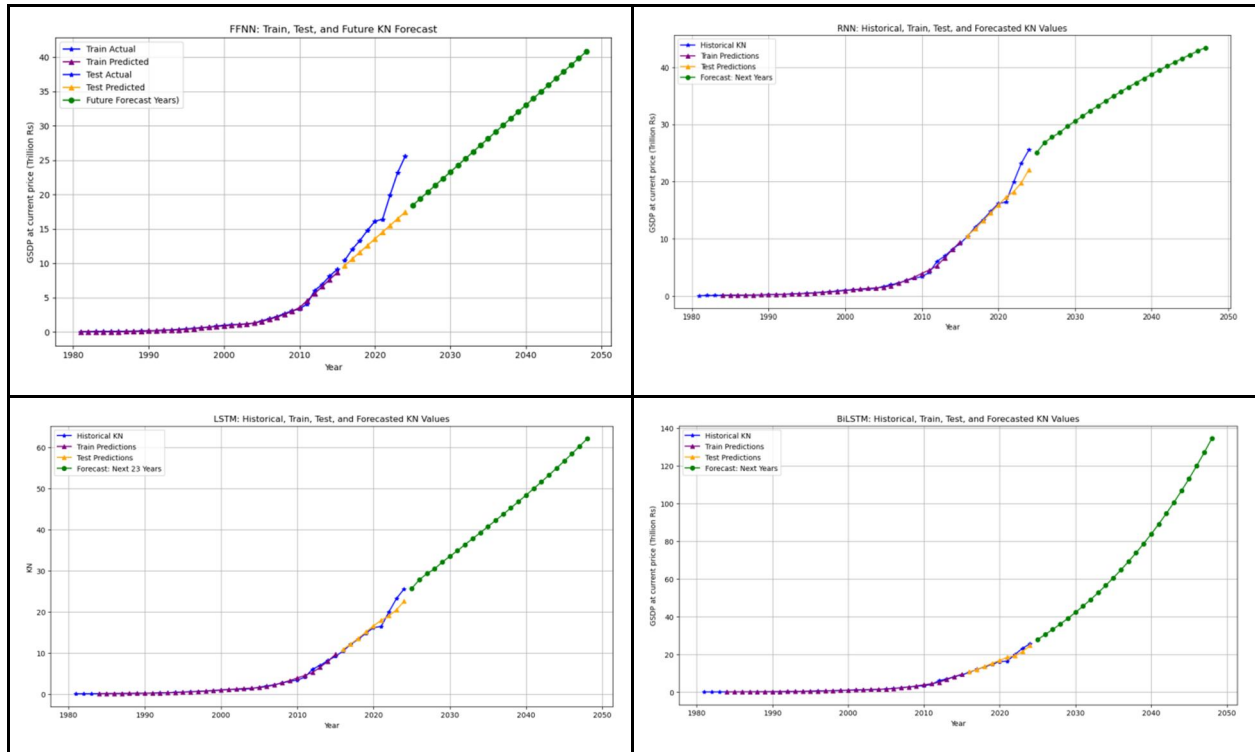 FFNN: Train, Test, and Future KN Forecast
Train Actual
Train Predicted
Test Actual
Test Predicted
Future Forecast Years)
GSDP at current price (Trillion Rs)
40
35
30
25
20
15
10
5
0
1980 1990 2000 2010 2020 2030 2040 2050
Year
RNN: Historical, Train, Test, and Forecasted KN Values
Historical KN
Train Predictions
Test Predictions
Forecast: Next Years
GSDP at current price (Trillion Rs)
40
30
20
10
0
1980 1990 2000 2010 2020 2030 2040 2050
Year
LSTM: Historical, Train, Test, and Forecasted KN Values
Historical KN
Train Predictions
Test Predictions
Forecast: Next 23 Years
KN
60
50
40
30
20
10
0
1980 1990 2000 2010 2020 2030 2040 2050
Year
BiLSTM: Historical, Train, Test, and Forecasted KN Values
Historical KN
Train Predictions
Test Predictions
Forecast: Next Years
GSDP at current price (Trillion Rs)
140
120
100
80
60
40
20
0
1980 1990 2000 2010 2020 2030 2040 2050
Year